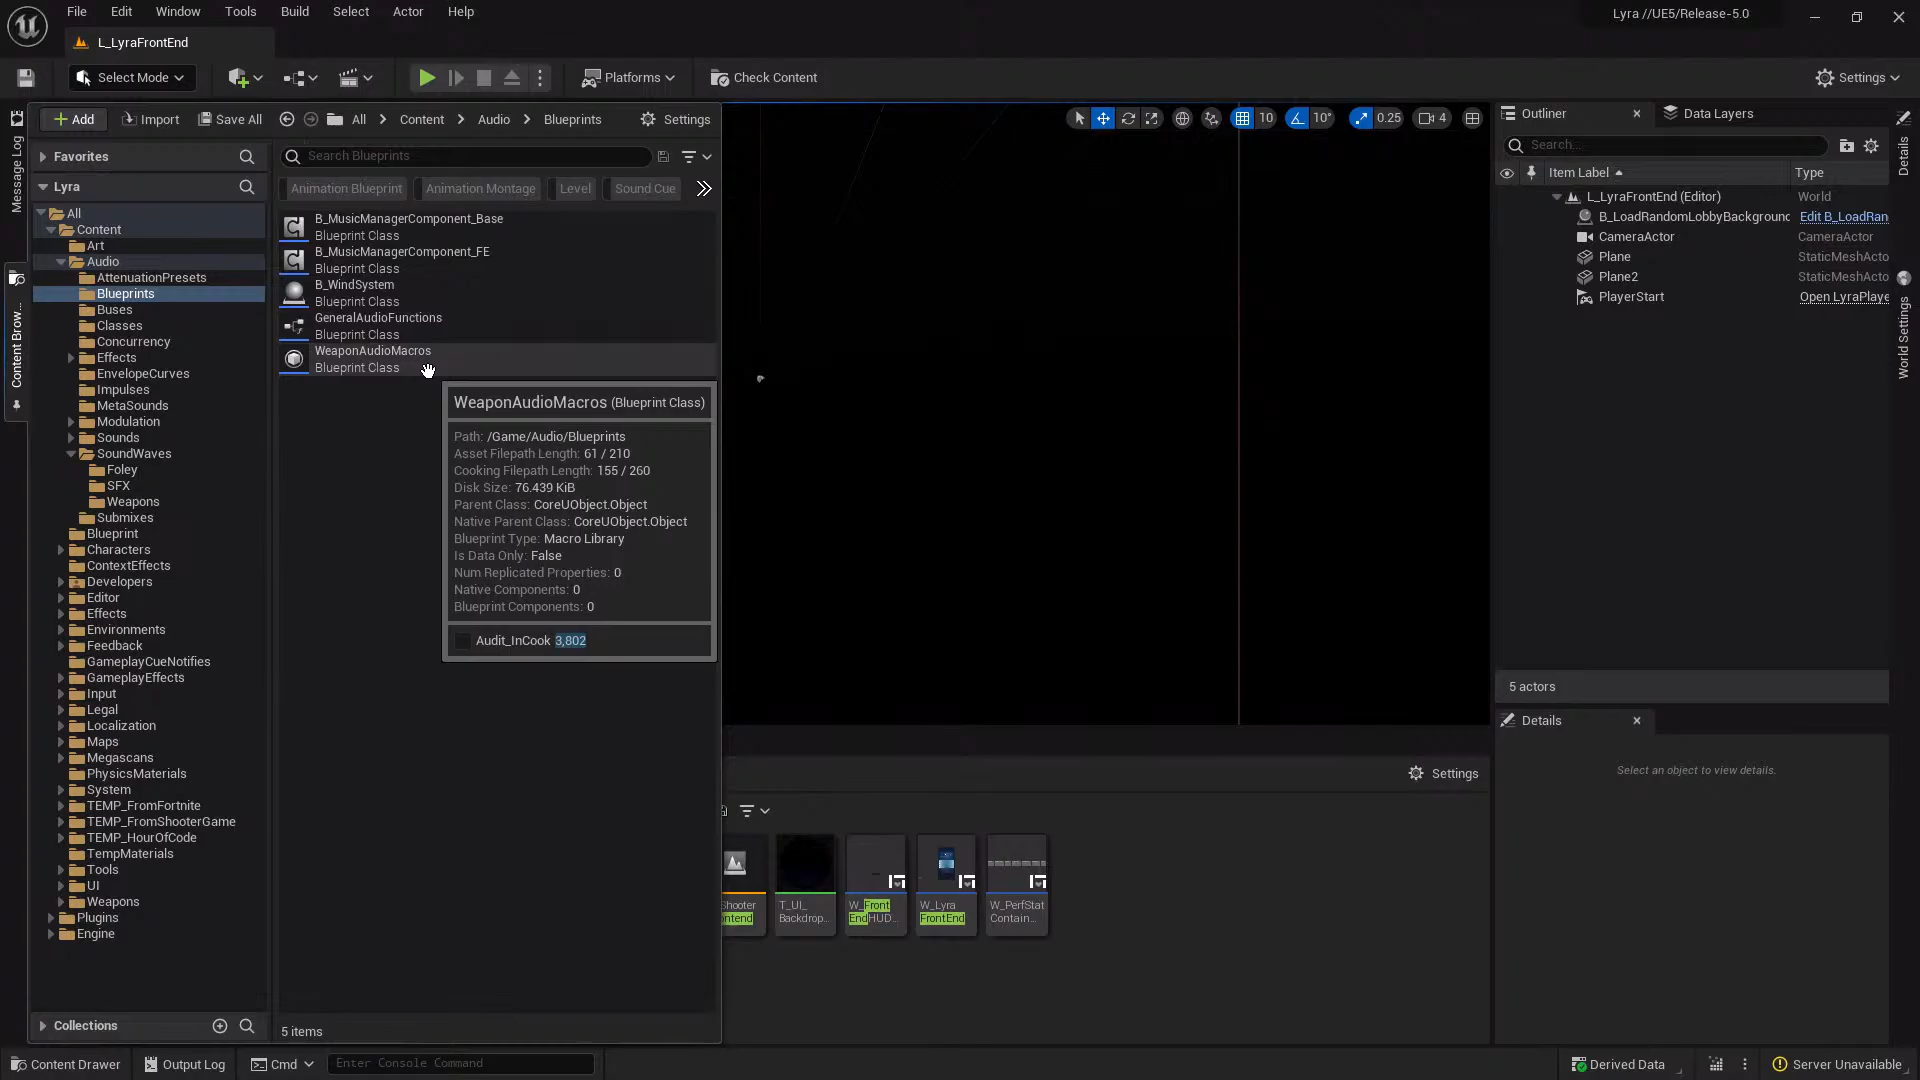 File Edit Window Tools Build Select Actor Help
Lyra //UE5/Release-5.0
L_LyraFrontEnd
Select Mode
Platforms
Check Content
Settings
Message Log
Content Brow...
Add
Import
Save All
All
Content
Audio
Blueprints
Settings
Favorites
Lyra
All
Content
Art
Audio
AttenuationPresets
Blueprints
Buses
Classes
Concurrency
Effects
EnvelopeCurves
Impulses
MetaSounds
Modulation
Sounds
SoundWaves
Foley
SFX
Weapons
Submixes
Blueprint
Characters
ContextEffects
Developers
Editor
Effects
Environments
Feedback
GameplayCueNotifies
GameplayEffects
Input
Legal
Localization
Maps
Megascans
PhysicsMaterials
System
TEMP_FromFortnite
TEMP_FromShooterGame
TEMP_HourOfCode
TempMaterials
Tools
UI
Weapons
Plugins
Engine
Collections
Search Blueprints
Animation Blueprint
Animation Montage
Level
Sound Cue
B_MusicManagerComponent_Base
Blueprint Class
B_MusicManagerComponent_FE
Blueprint Class
B_WindSystem
Blueprint Class
GeneralAudioFunctions
Blueprint Class
WeaponAudioMacros
Blueprint Class
WeaponAudioMacros (Blueprint Class)
Path: /Game/Audio/Blueprints
Asset Filepath Length: 61 / 210
Cooking Filepath Length: 155 / 260
Disk Size: 76.439 KiB
Parent Class: CoreUObject.Object
Native Parent Class: CoreUObject.Object
Blueprint Type: Macro Library
Is Data Only: False
Num Replicated Properties: 0
Native Components: 0
Blueprint Components: 0
Audit_InCook 3,802
5 items
10
10°
0.25
4
Settings
Shooter
ontend
T_UI_
Backdrop...
W_Front
EndHUD...
W_Lyra
FrontEnd
W_PerfStat
Contain...
Outliner
Data Layers
Search...
Item Label
Type
L_LyraFrontEnd (Editor)
World
B_LoadRandomLobbyBackground
Edit B_LoadRan
CameraActor
CameraActor
Plane
StaticMeshActo
Plane2
StaticMeshActo
PlayerStart
Open LyraPlaye
5 actors
Details
Select an object to view details.
Details
World Settings
Content Drawer
Output Log
Cmd
Enter Console Command
Derived Data
Server Unavailable